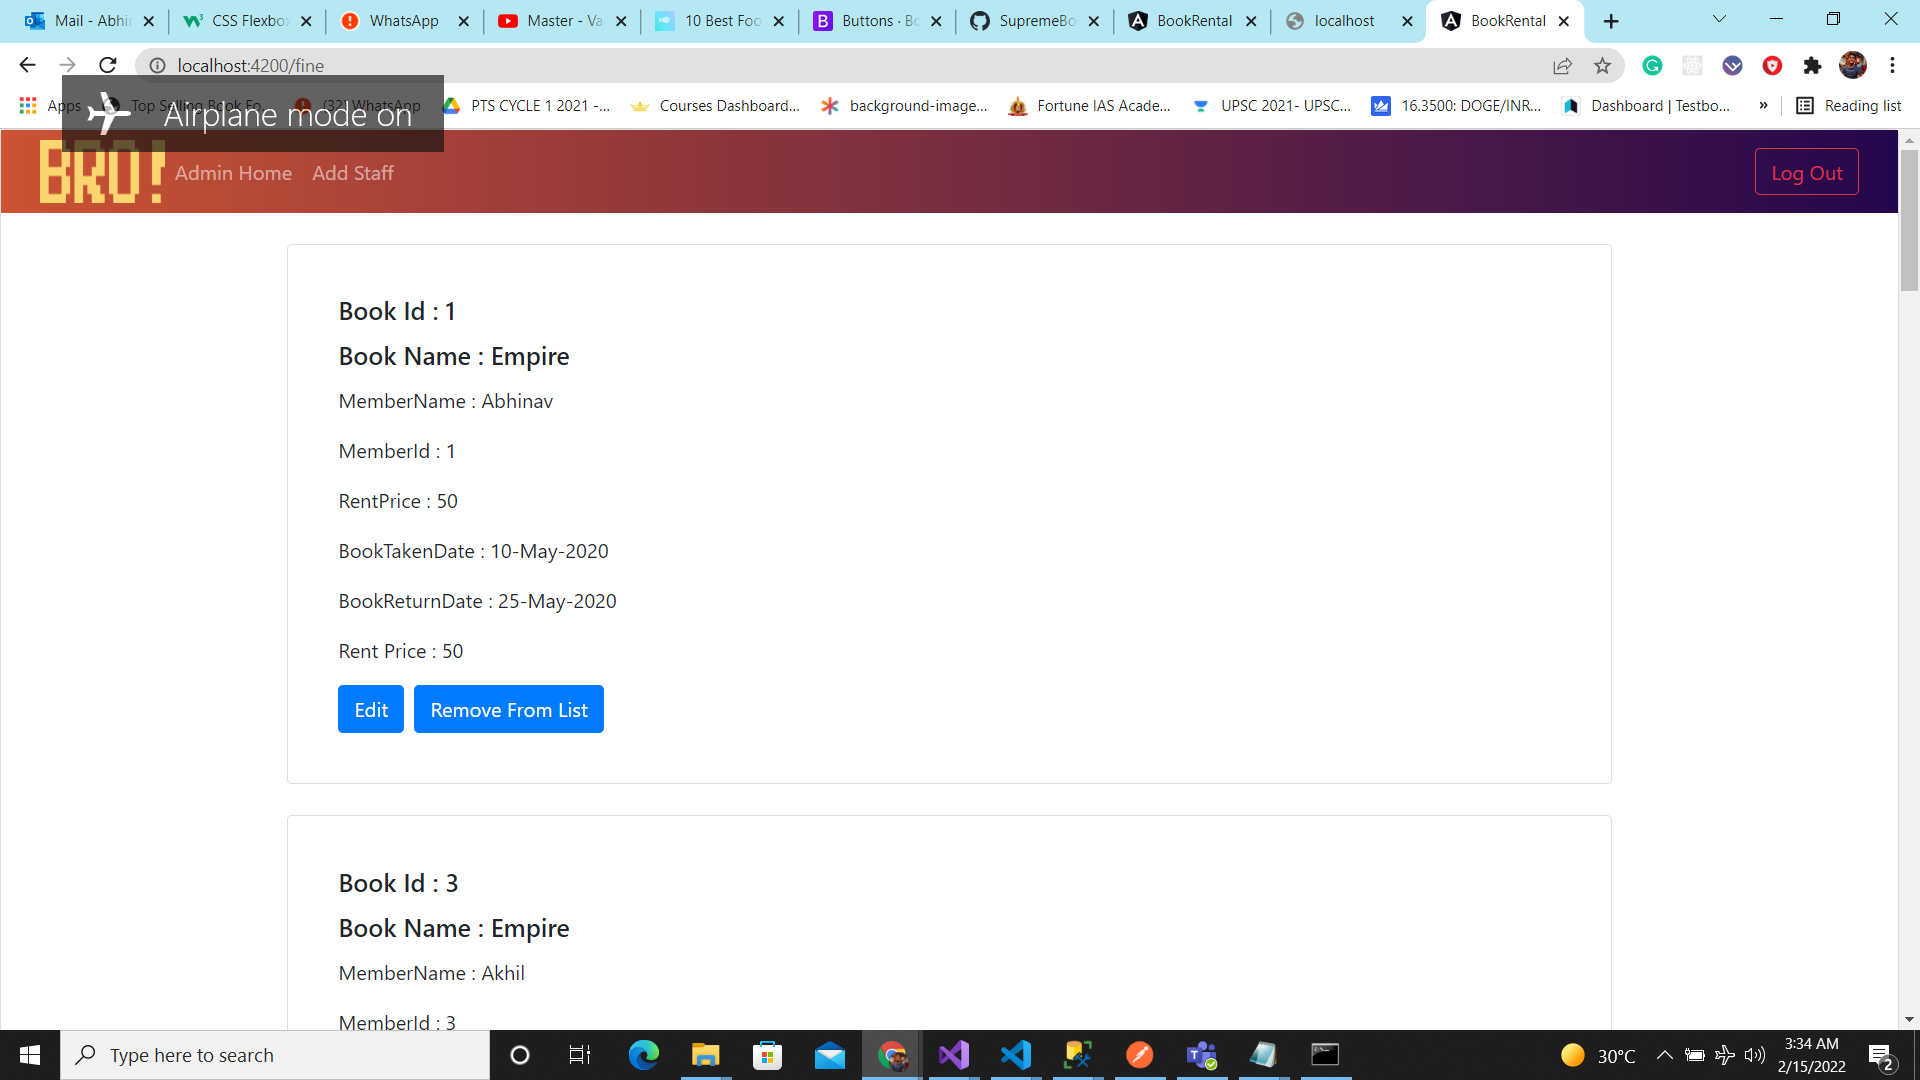 Mail - Abhin
CSS Flexbo
WhatsApp
Master - Va
10 Best Foo
Buttons · Bo
SupremeBo
BookRental
localhost
BookRental
localhost:4200/fine
Apps
Top Selling Book Fo...
(32) WhatsApp
PTS CYCLE 1 2021 -...
Courses Dashboard...
background-image...
Fortune IAS Acade...
UPSC 2021- UPSC...
16.3500: DOGE/INR...
Dashboard | Testbo...
»
Reading list
Airplane mode on
BRO!
Admin Home
Add Staff
Log Out
Book Id : 1
Book Name : Empire
MemberName : Abhinav
MemberId : 1
RentPrice : 50
BookTakenDate : 10-May-2020
BookReturnDate : 25-May-2020
Rent Price : 50
Edit
Remove From List
Book Id : 3
Book Name : Empire
MemberName : Akhil
MemberId : 3
Type here to search
30°C
3:34 AM
2/15/2022
2